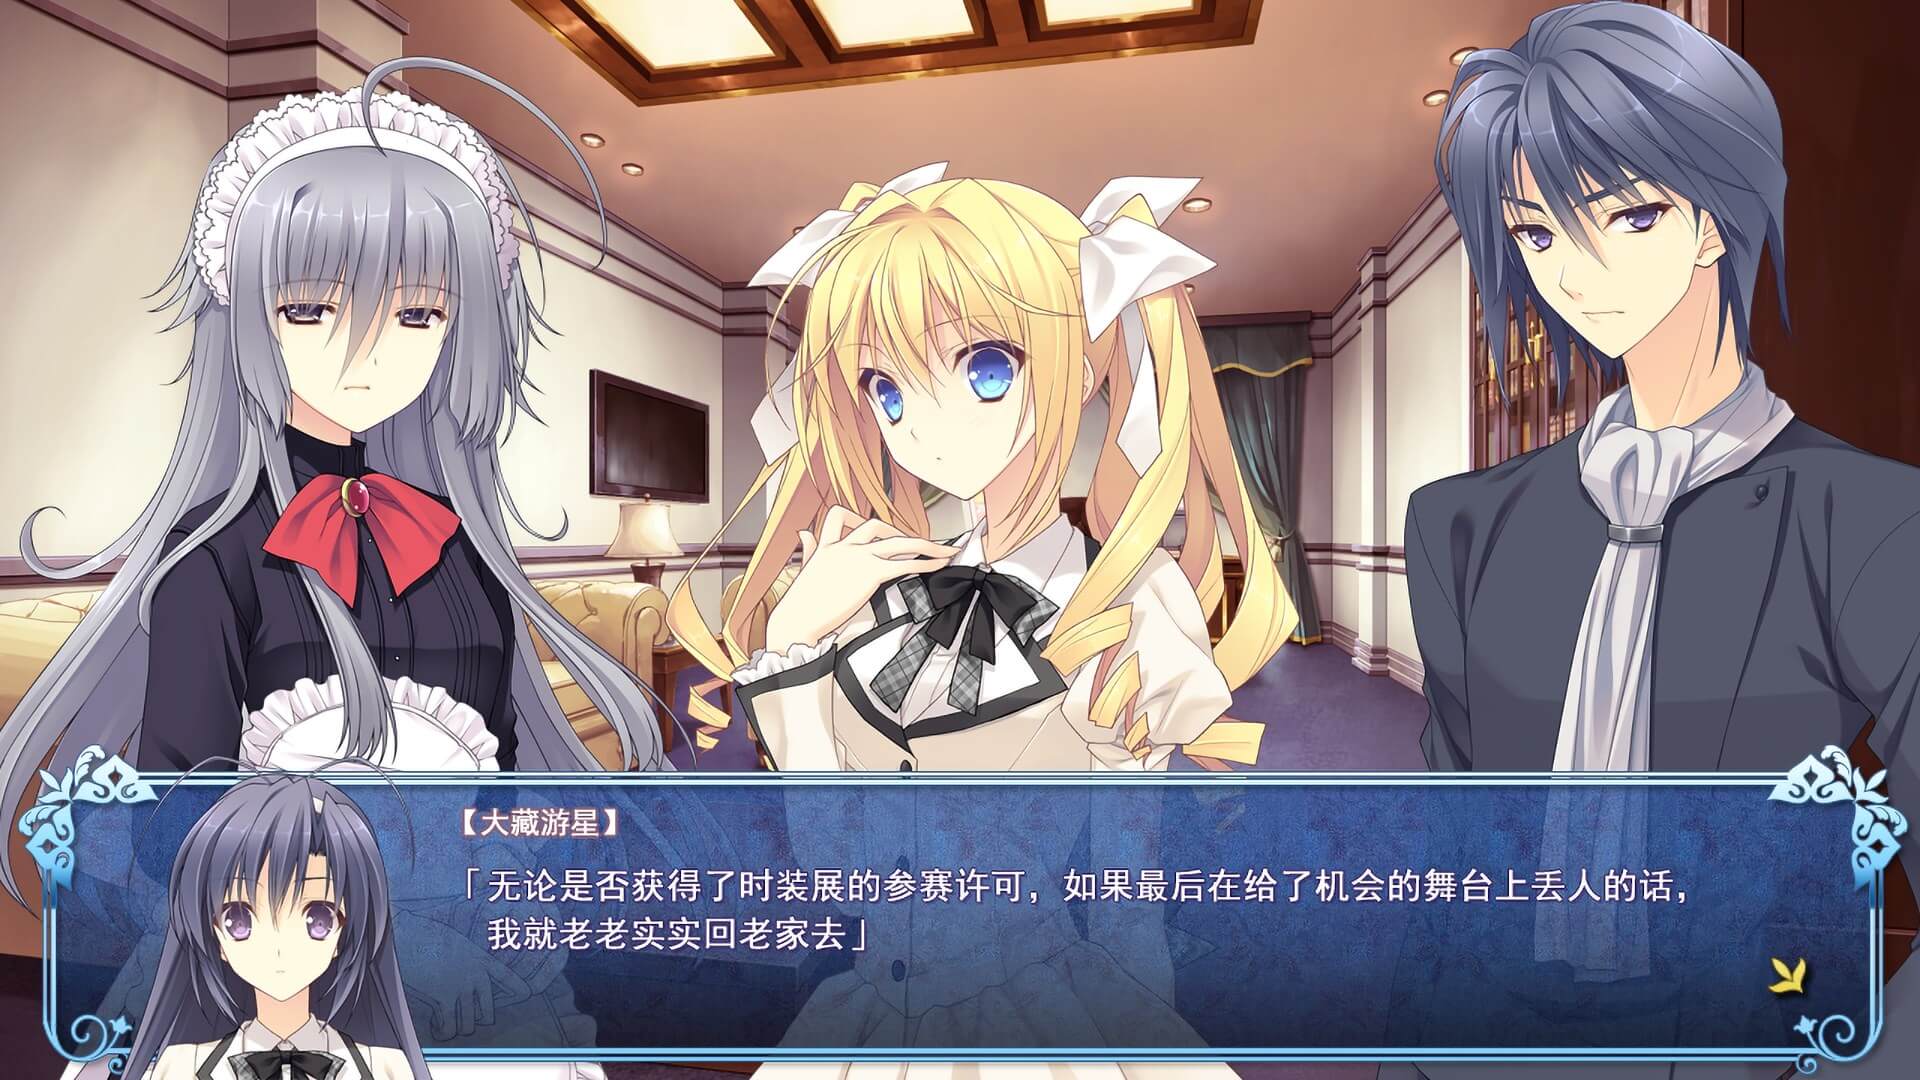 【大藏游星】
「无论是否获得了时装展的参赛许可，如果最后在给了机会的舞台上丢人的话，
我就老老实实回老家去」